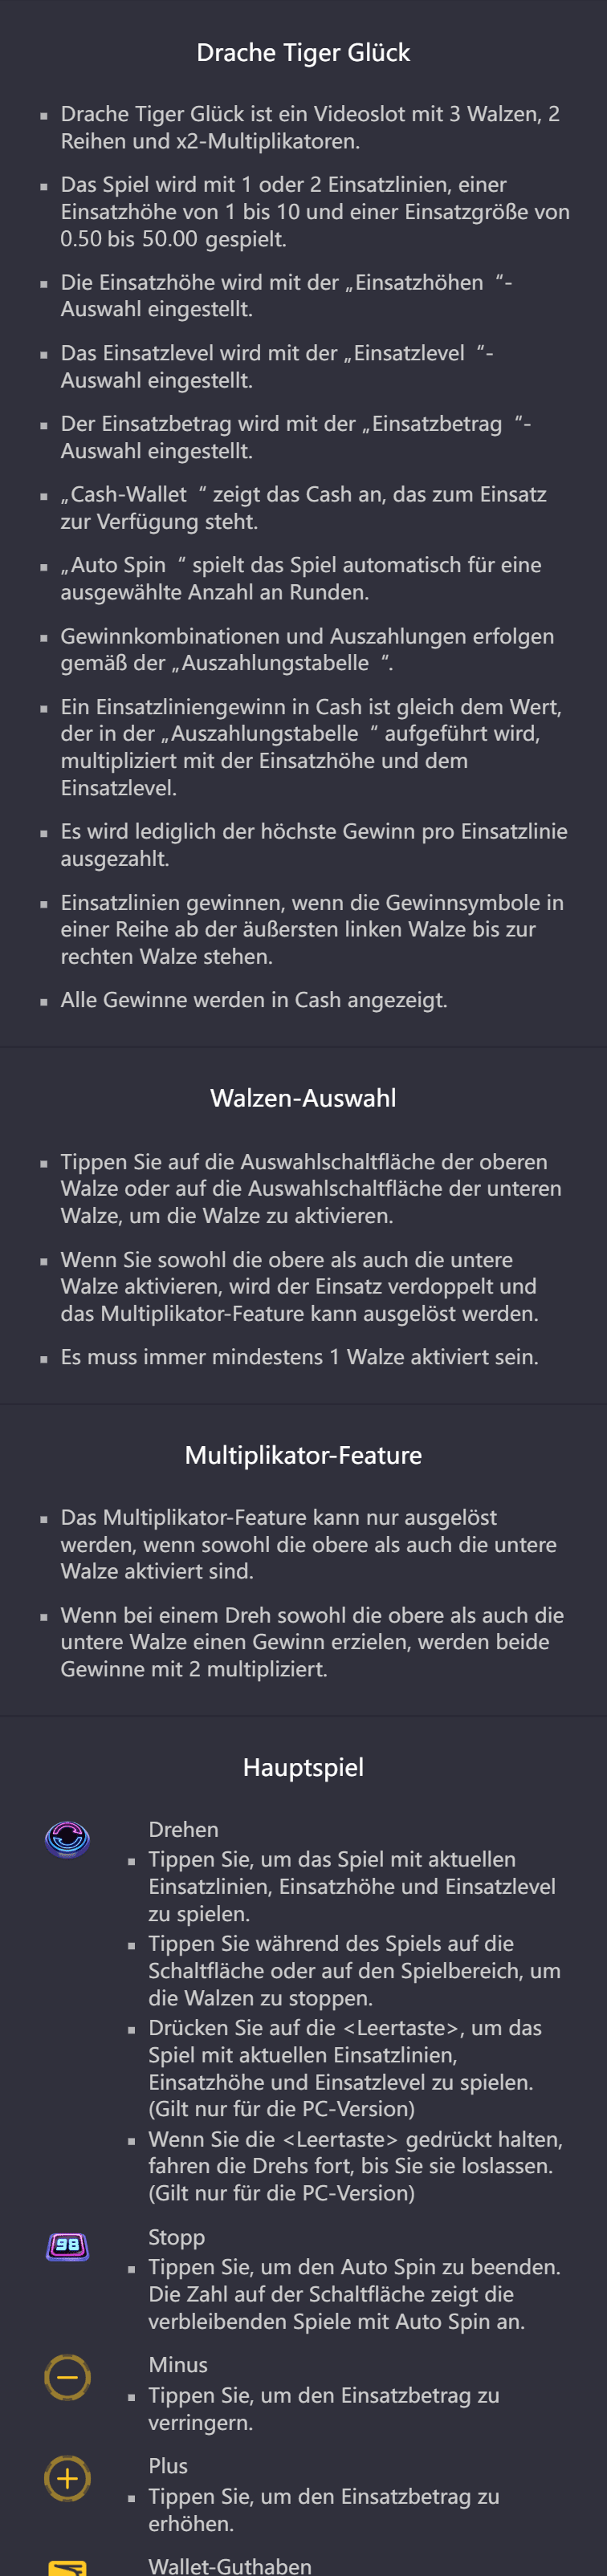 Drache Tiger Glück
▪ Drache Tiger Glück ist ein Videoslot mit 3 Walzen, 2
Reihen und x2-Multiplikatoren.
▪ Das Spiel wird mit 1 oder 2 Einsatzlinien, einer
Einsatzhöhe von 1 bis 10 und einer Einsatzgröße von
0.50 bis 50.00 gespielt.
▪ Die Einsatzhöhe wird mit der „Einsatzhöhen “-
Auswahl eingestellt.
▪ Das Einsatzlevel wird mit der „Einsatzlevel “-
Auswahl eingestellt.
▪ Der Einsatzbetrag wird mit der „Einsatzbetrag “-
Auswahl eingestellt.
▪ „Cash-Wallet “ zeigt das Cash an, das zum Einsatz
zur Verfügung steht.
▪ „Auto Spin “ spielt das Spiel automatisch für eine
ausgewählte Anzahl an Runden.
▪ Gewinnkombinationen und Auszahlungen erfolgen
gemäß der „Auszahlungstabelle “.
▪ Ein Einsatzliniengewinn in Cash ist gleich dem Wert,
der in der „Auszahlungstabelle “ aufgeführt wird,
multipliziert mit der Einsatzhöhe und dem
Einsatzlevel.
▪ Es wird lediglich der höchste Gewinn pro Einsatzlinie
ausgezahlt.
▪ Einsatzlinien gewinnen, wenn die Gewinnsymbole in
einer Reihe ab der äußersten linken Walze bis zur
rechten Walze stehen.
▪ Alle Gewinne werden in Cash angezeigt.
Walzen-Auswahl
▪ Tippen Sie auf die Auswahlschaltfläche der oberen
Walze oder auf die Auswahlschaltfläche der unteren
Walze, um die Walze zu aktivieren.
▪ Wenn Sie sowohl die obere als auch die untere
Walze aktivieren, wird der Einsatz verdoppelt und
das Multiplikator-Feature kann ausgelöst werden.
▪ Es muss immer mindestens 1 Walze aktiviert sein.
Multiplikator-Feature
▪ Das Multiplikator-Feature kann nur ausgelöst
werden, wenn sowohl die obere als auch die untere
Walze aktiviert sind.
▪ Wenn bei einem Dreh sowohl die obere als auch die
untere Walze einen Gewinn erzielen, werden beide
Gewinne mit 2 multipliziert.
Hauptspiel
Drehen
▪ Tippen Sie, um das Spiel mit aktuellen
Einsatzlinien, Einsatzhöhe und Einsatzlevel
zu spielen.
▪ Tippen Sie während des Spiels auf die
Schaltfläche oder auf den Spielbereich, um
die Walzen zu stoppen.
▪ Drücken Sie auf die <Leertaste>, um das
Spiel mit aktuellen Einsatzlinien,
Einsatzhöhe und Einsatzlevel zu spielen.
(Gilt nur für die PC-Version)
▪ Wenn Sie die <Leertaste> gedrückt halten,
fahren die Drehs fort, bis Sie sie loslassen.
(Gilt nur für die PC-Version)
98
Stopp
▪ Tippen Sie, um den Auto Spin zu beenden.
Die Zahl auf der Schaltfläche zeigt die
verbleibenden Spiele mit Auto Spin an.
Minus
▪ Tippen Sie, um den Einsatzbetrag zu
verringern.
Plus
▪ Tippen Sie, um den Einsatzbetrag zu
erhöhen.
Wallet-Guthaben